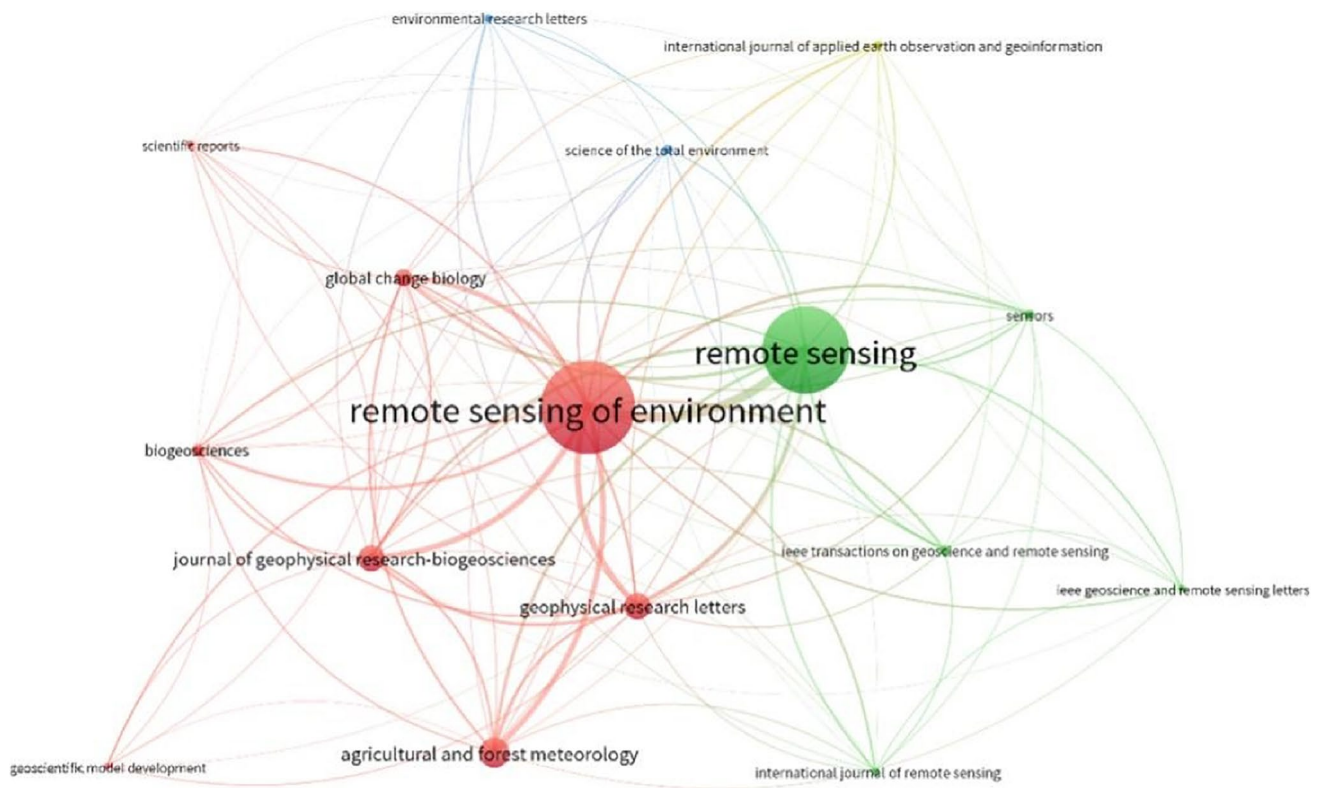 environmental research letters
international journal of applied earth observation and geoinformation
scientific reports
science of the total environment
global change biology
sensors
remote sensing
remote sensing of environment
biogeosciences
journal of geophysical research-biogeosciences
ieee transactions on geoscience and remote sensing
ieee geoscience and remote sensing letters
geophysical research letters
agricultural and forest meteorology
geoscientific model development
international journal of remote sensing